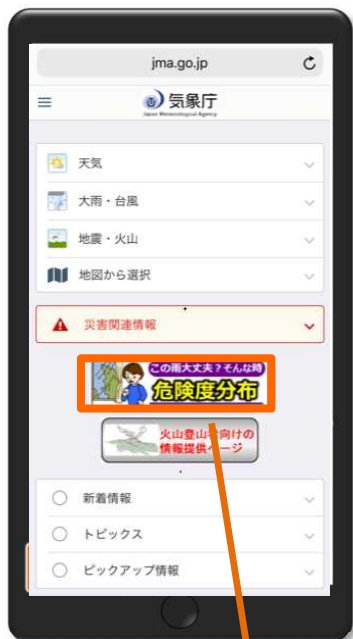 jma.go.jp
気象庁
Japan Meteorological Agency
天気
大雨・台風
地震・火山
地図から選択
災害関連情報
この雨大丈夫？そんな時
危険度分布
火山登山者向けの
情報提供ページ
新着情報
トピックス
ピックアップ情報